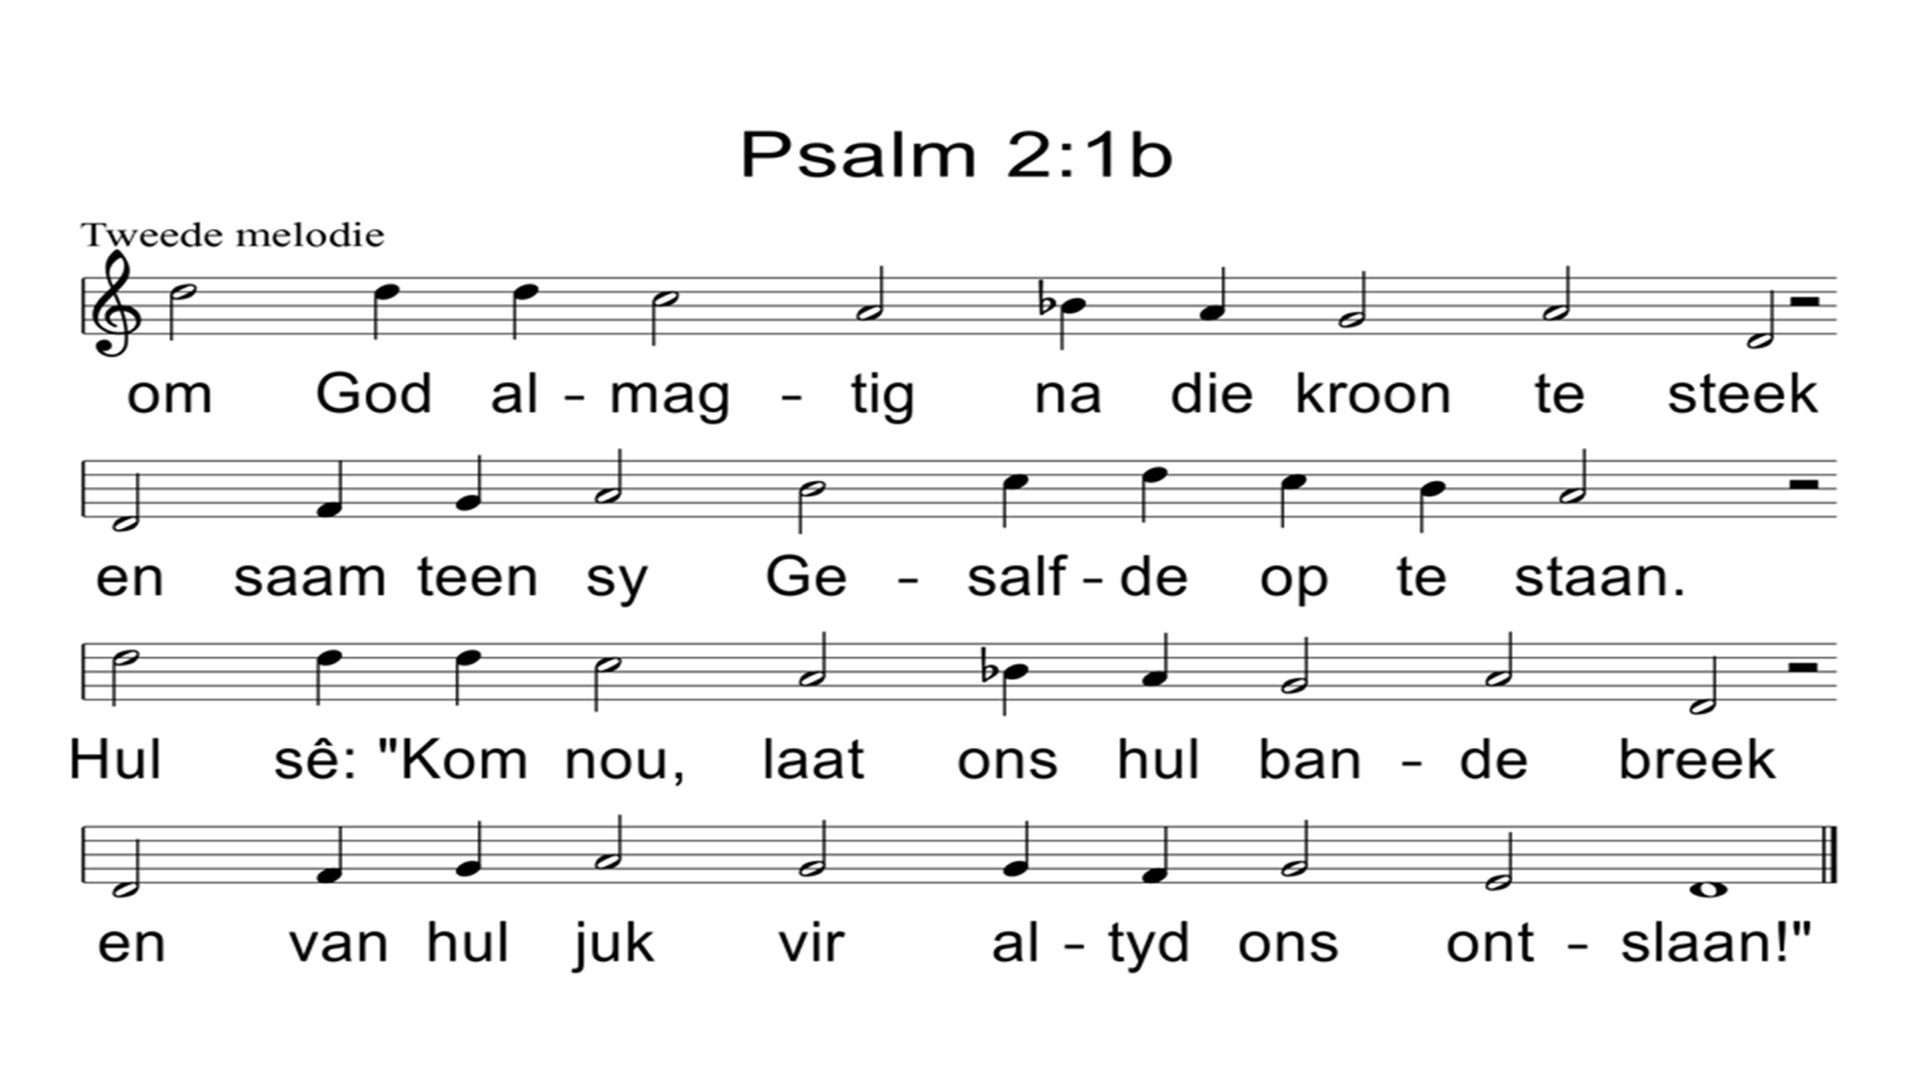 Psalm 2:1b
Tweede melodie
om God al - mag - tig na die kroon te steek
en saam teen sy Ge - salf - de op te staan.
Hul sê: "Kom nou, laat ons hul ban - de breek
en van hul juk vir al - tyd ons ont - slaan!"